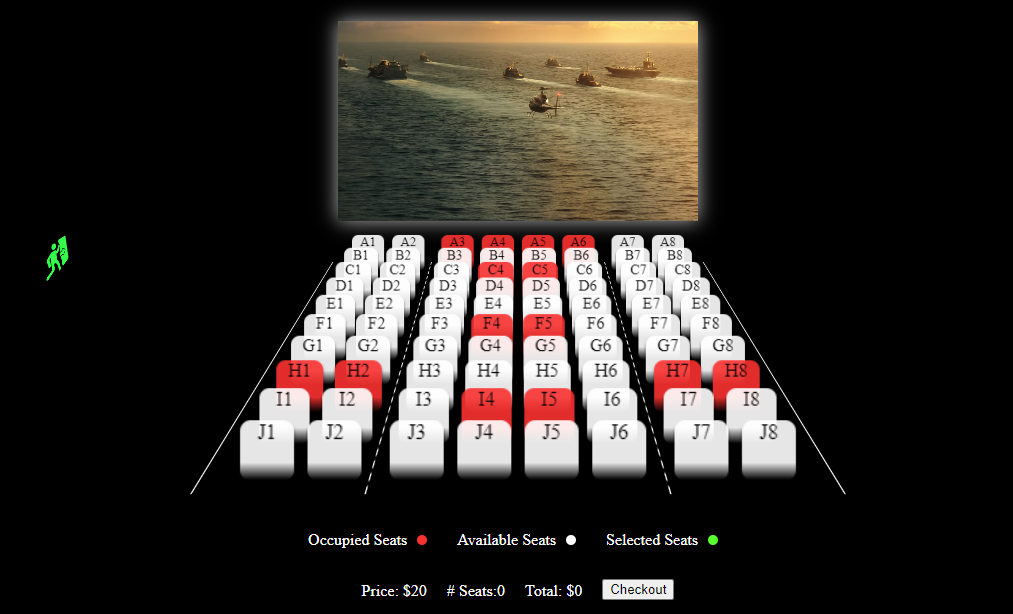 A1 A2 A3 A4 A5 A6 A7 A8
B1 B2 B3 B4 B5 B6 B7 B8
C1 C2 C3 C4 C5 C6 C7 C8
D1 D2 D3 D4 D5 D6 D7 D8
E1 E2 E3 E4 E5 E6 E7 E8
F1 F2 F3 F4 F5 F6 F7 F8
G1 G2 G3 G4 G5 G6 G7 G8
H1 H2 H3 H4 H5 H6 H7 H8
I1 I2 I3 I4 I5 I6 I7 I8
J1 J2 J3 J4 J5 J6 J7 J8
Occupied Seats Available Seats Selected Seats
Price: $20 # Seats:0 Total: $0 Checkout